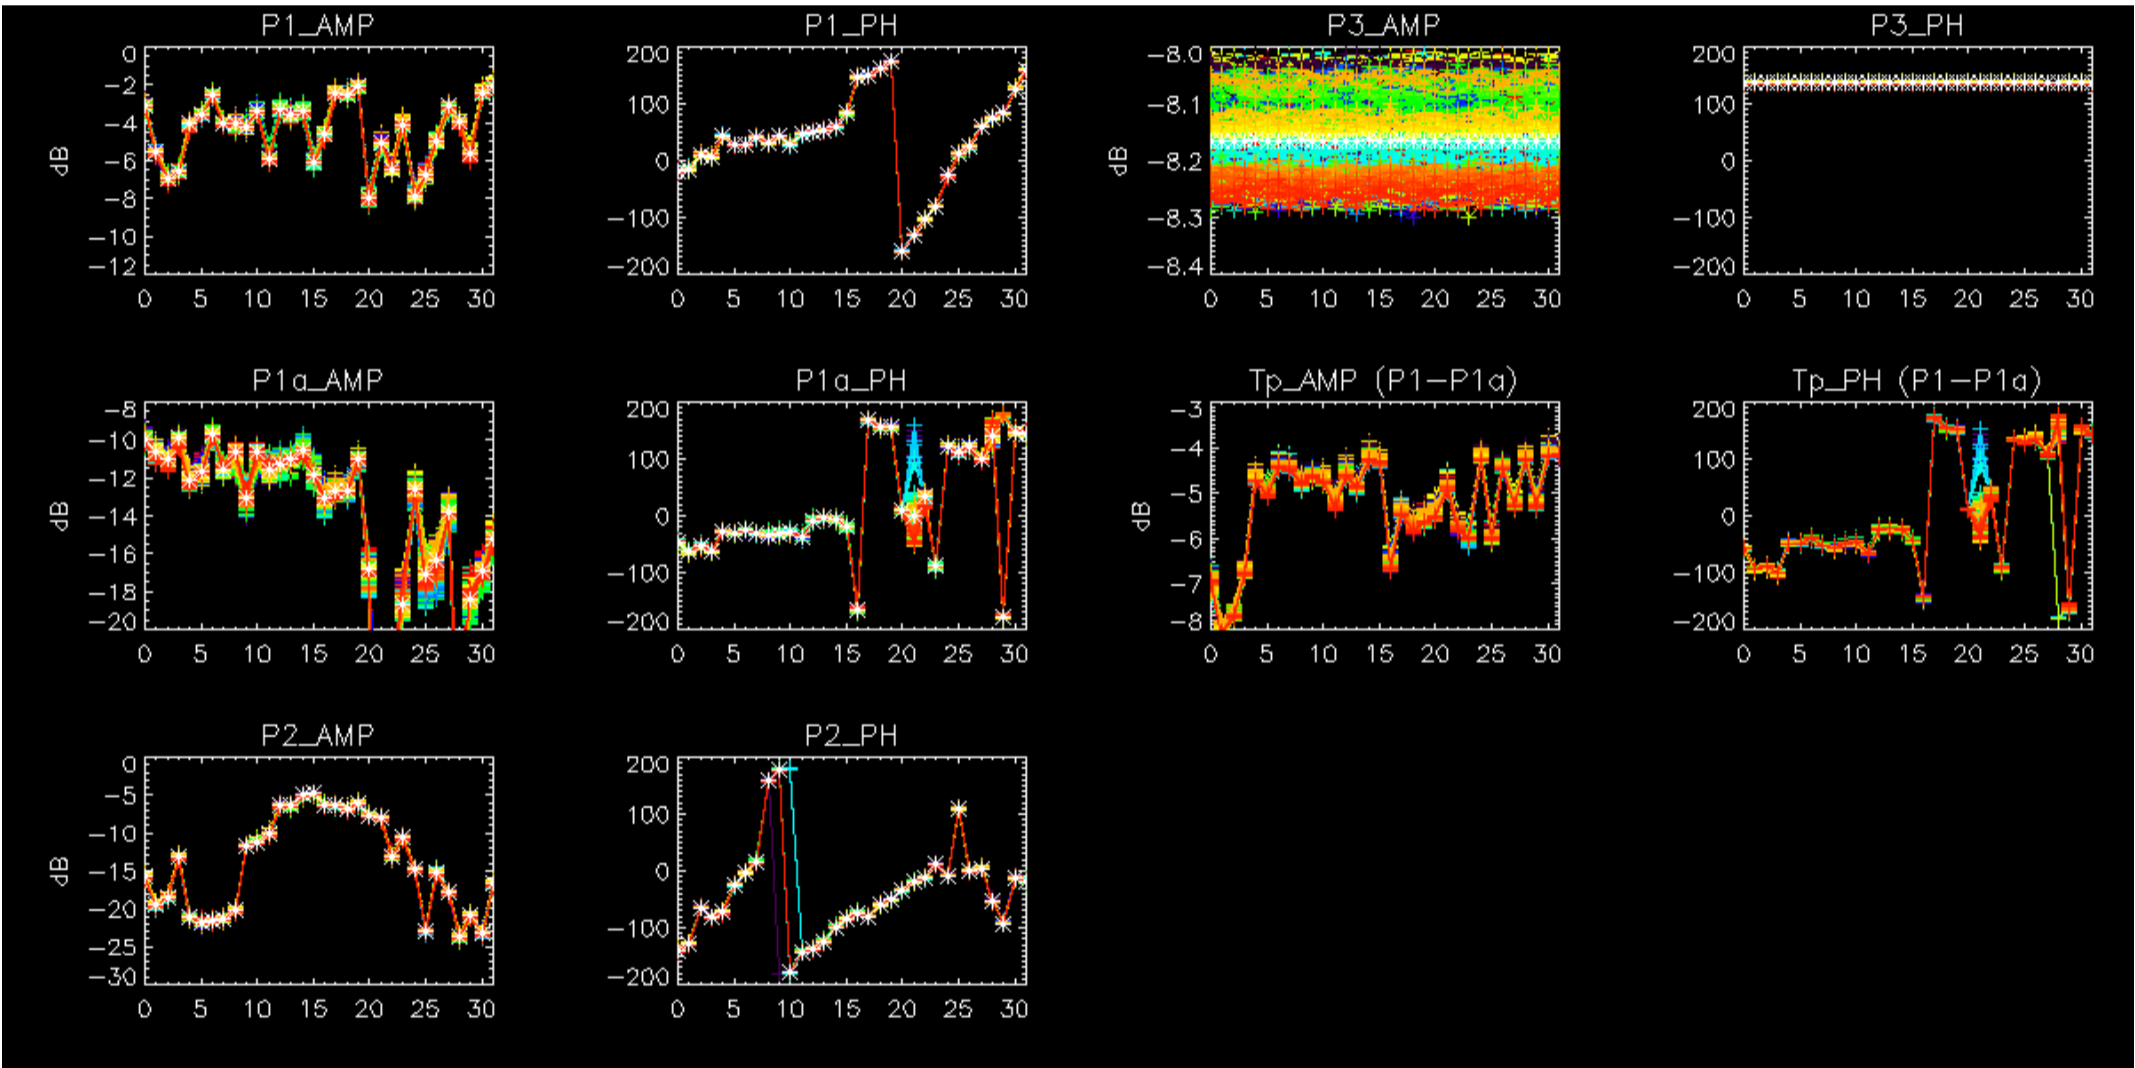 P1_AMP
P1_PH
P3_AMP
P3_PH
0
-2
-4
-6
-8
-10
-12
dB
0 5 10 15 20 25 30
200
100
0
-100
-200
0 5 10 15 20 25 30
-8.0
-8.1
-8.2
-8.3
-8.4
dB
0 5 10 15 20 25 30
200
100
0
-100
-200
0 5 10 15 20 25 30
P1a_AMP
P1a_PH
Tp_AMP (P1-P1a)
Tp_PH (P1-P1a)
-8
-10
-12
-14
-16
-18
-20
dB
0 5 10 15 20 25 30
200
100
0
-100
-200
0 5 10 15 20 25 30
-3
-4
-5
-6
-7
-8
dB
0 5 10 15 20 25 30
200
100
0
-100
-200
0 5 10 15 20 25 30
P2_AMP
P2_PH
0
-5
-10
-15
-20
-25
-30
dB
0 5 10 15 20 25 30
200
100
0
-100
-200
0 5 10 15 20 25 30